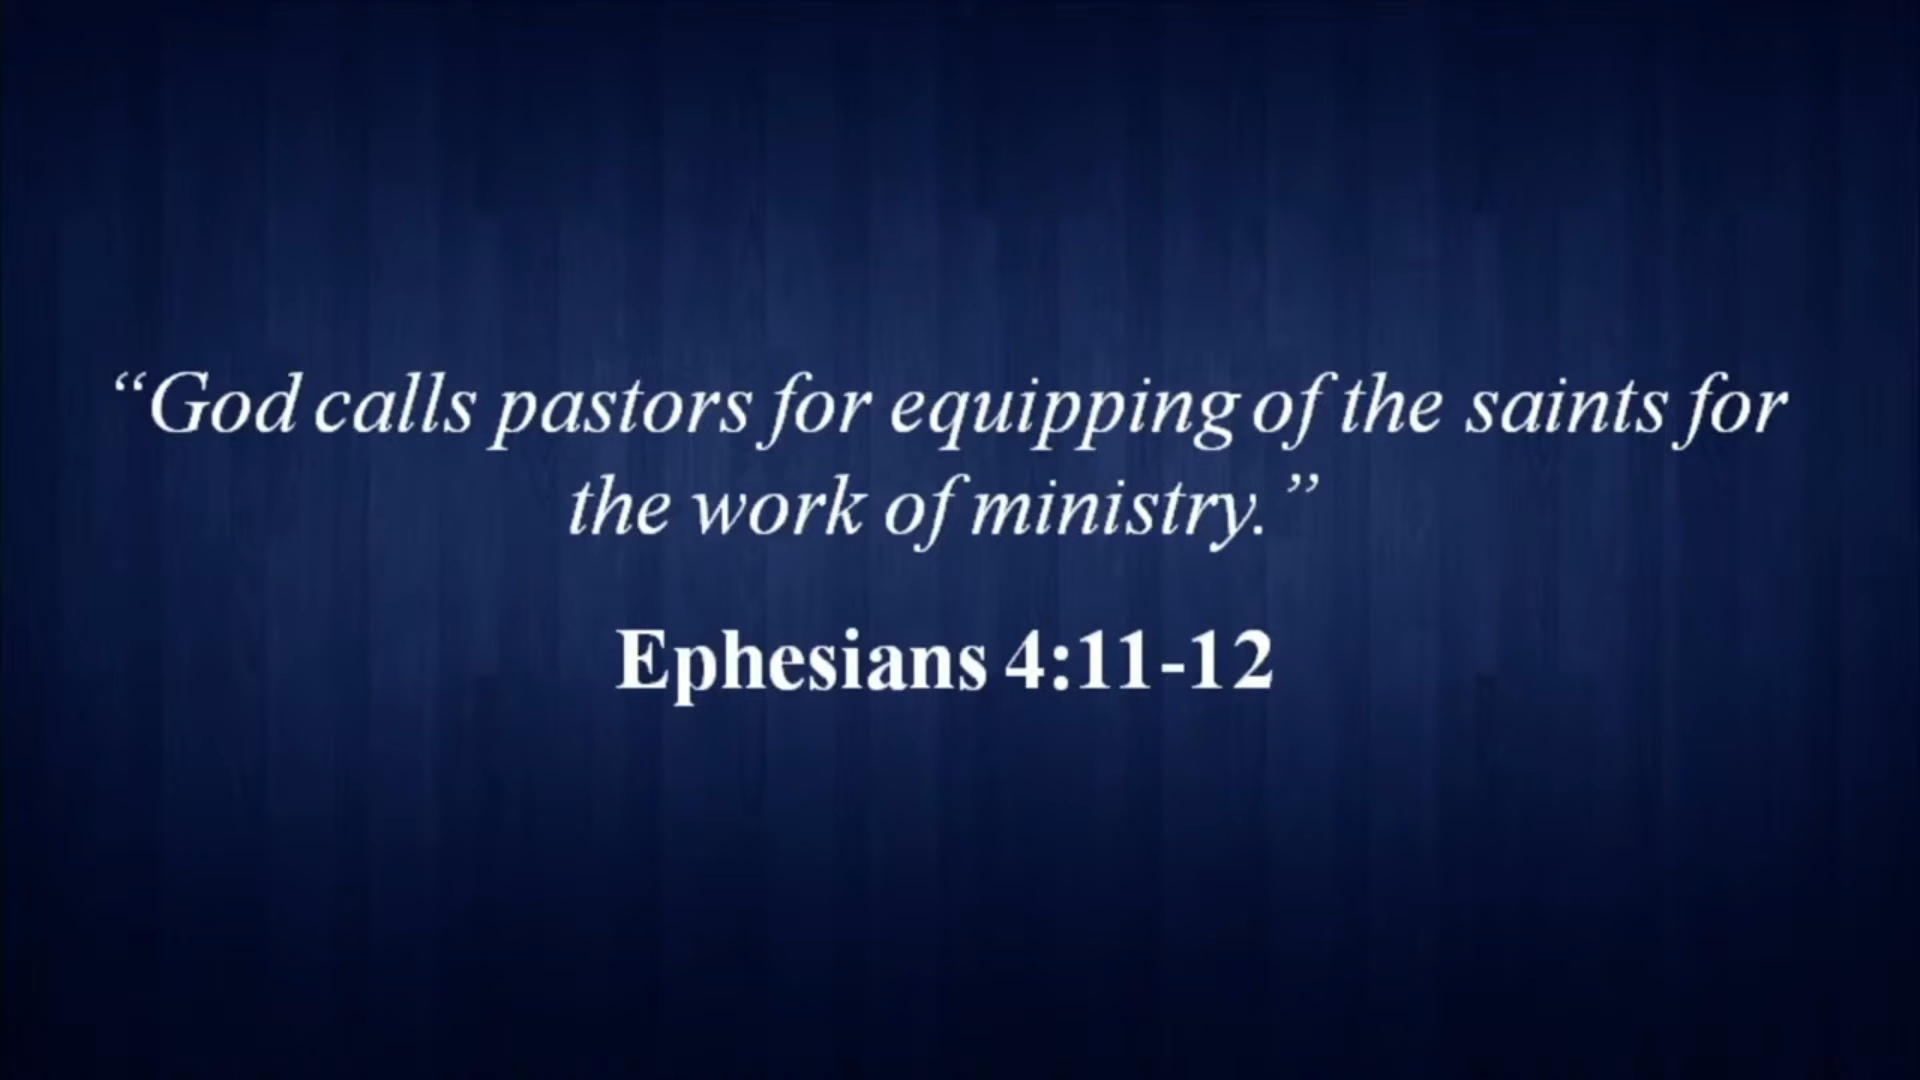 “God calls pastors for equipping of the saints for
the work of ministry.”
Ephesians 4:11-12